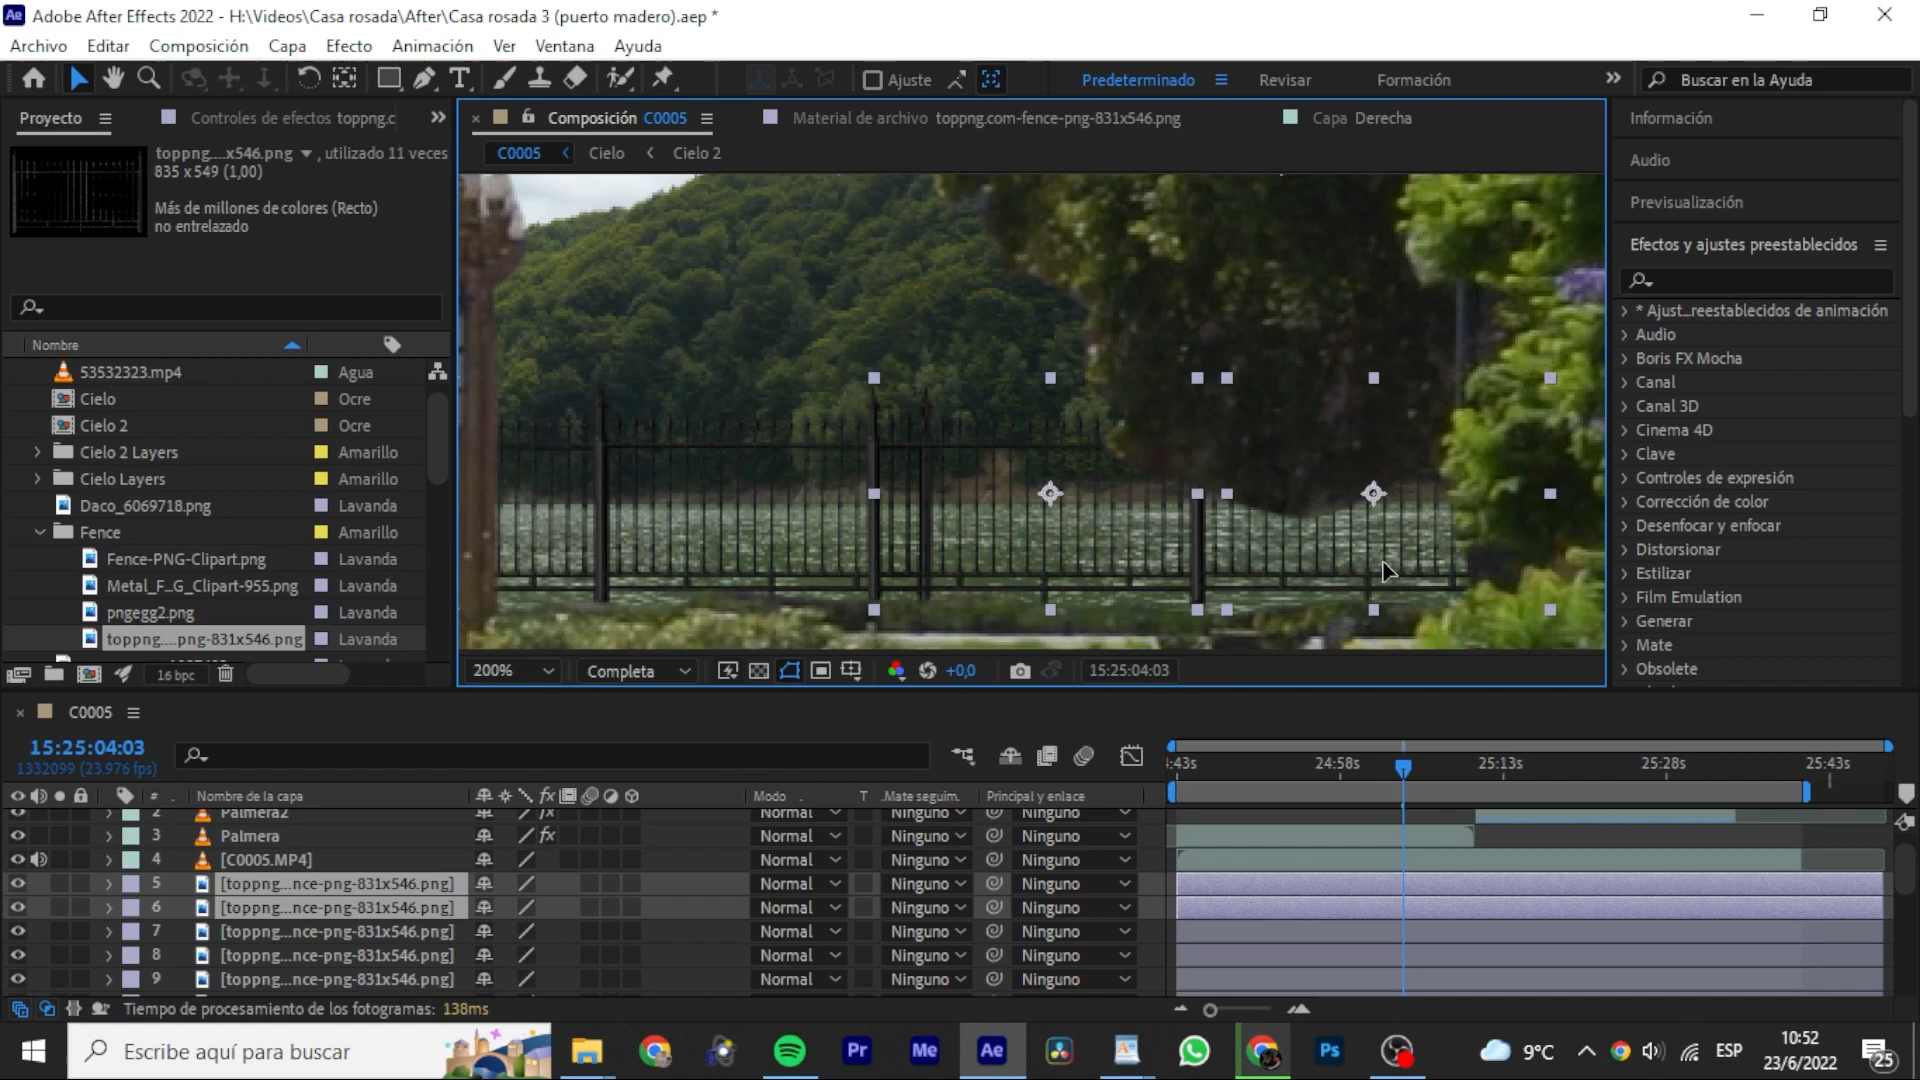 Adobe After Effects 2022 - H:\Videos\Casa rosada\After\Casa rosada 3 (puerto madero).aep *
Archivo Editar Composición Capa Efecto Animación Ver Ventana Ayuda
Ajuste Predeterminado Revisar Formación Buscar en la Ayuda
Proyecto Controles de efectos toppng.c
Composición C0005 Material de archivo toppng.com-fence-png-831x546.png Capa Derecha
C0005 Cielo Cielo 2
toppng....x546.png , utilizado 11 veces
835 x 549 (1,00)
Más de millones de colores (Recto)
no entrelazado
Nombre
53532323.mp4 Agua
Cielo Ocre
Cielo 2 Ocre
Cielo 2 Layers Amarillo
Cielo Layers Amarillo
Daco_6069718.png Lavanda
Fence Amarillo
Fence-PNG-Clipart.png Lavanda
Metal_F...G_Clipart-955.png Lavanda
pngegg2.png Lavanda
toppng....png-831x546.png Lavanda
16 bpc
200% Completa +0,0 15:25:04:03
Información
Audio
Previsualización
Efectos y ajustes preestablecidos
* Ajust...reestablecidos de animación
Audio
Boris FX Mocha
Canal
Canal 3D
Cinema 4D
Clave
Controles de expresión
Corrección de color
Desenfocar y enfocar
Distorsionar
Estilizar
Film Emulation
Generar
Mate
Obsolete
C0005
15:25:04:03
1332099 (23.976 fps)
:43s 24:58s 25:13s 25:28s 25:43s
# Nombre de la capa fx Modo T .Mate seguim. Principal y enlace
2 Palmera2 fx Normal Ninguno Ninguno
3 Palmera fx Normal Ninguno Ninguno
4 [C0005.MP4] Normal Ninguno Ninguno
5 [toppng...nce-png-831x546.png] Normal Ninguno Ninguno
6 [toppng...nce-png-831x546.png] Normal Ninguno Ninguno
7 [toppng...nce-png-831x546.png] Normal Ninguno Ninguno
8 [toppng...nce-png-831x546.png] Normal Ninguno Ninguno
9 [toppng...nce-png-831x546.png] Normal Ninguno Ninguno
Tiempo de procesamiento de los fotogramas: 138ms
Escribe aquí para buscar Pr Me Ae Ps 9°C ESP 10:52
23/6/2022 25